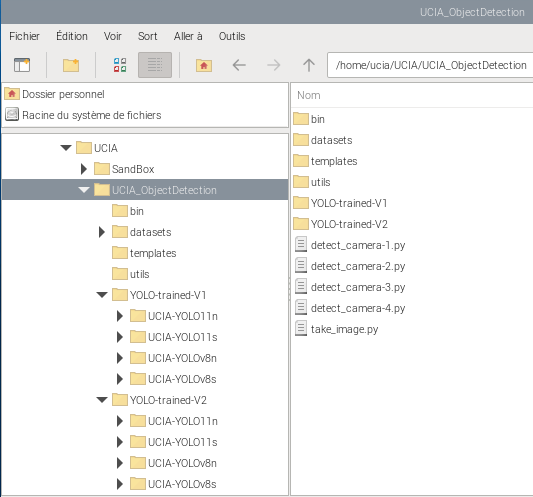 UCIA_ObjectDetection
Fichier Édition Voir Sort Aller à Outils
/home/ucia/UCIA/UCIA_ObjectDetection
Dossier personnel
Racine du système de fichiers
UCIA
SandBox
UCIA_ObjectDetection
bin
datasets
templates
utils
YOLO-trained-V1
UCIA-YOLO11n
UCIA-YOLO11s
UCIA-YOLOv8n
UCIA-YOLOv8s
YOLO-trained-V2
UCIA-YOLO11n
UCIA-YOLO11s
UCIA-YOLOv8n
UCIA-YOLOv8s
Nom
bin
datasets
templates
utils
YOLO-trained-V1
YOLO-trained-V2
detect_camera-1.py
detect_camera-2.py
detect_camera-3.py
detect_camera-4.py
take_image.py